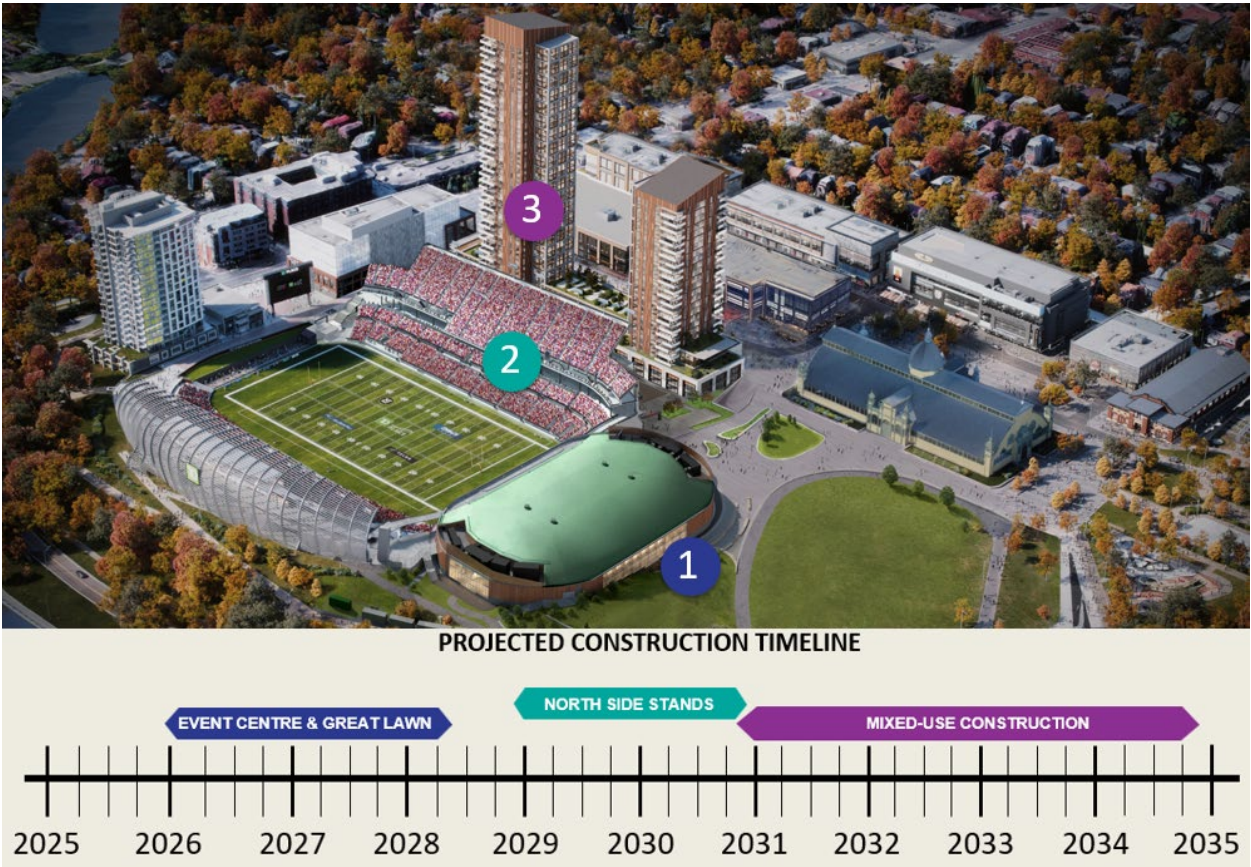 3
2
1
PROJECTED CONSTRUCTION TIMELINE
NORTH SIDE STANDS
EVENT CENTRE & GREAT LAWN
MIXED-USE CONSTRUCTION
2025 2026 2027 2028 2029 2030 2031 2032 2033 2034 2035